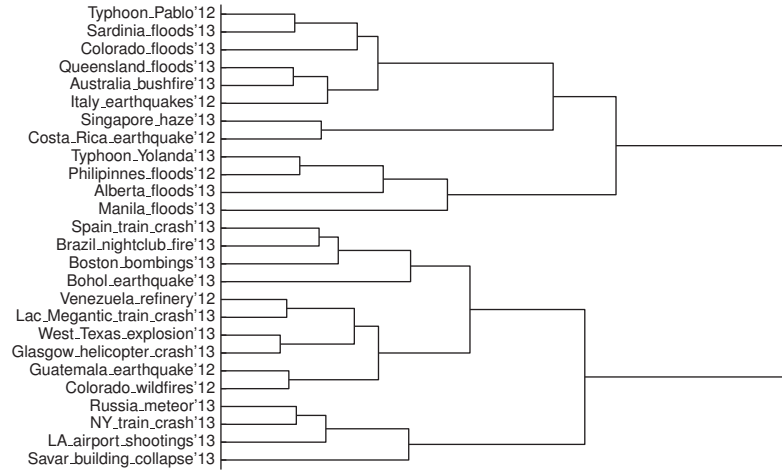 Typhoon_Pablo'12
Sardinia_floods'13
Colorado_floods'13
Queensland_floods'13
Australia_bushfire'13
Italy_earthquakes'12
Singapore_haze'13
Costa_Rica_earthquake'12
Typhoon_Yolanda'13
Philipinnes_floods'12
Alberta_floods'13
Manila_floods'13
Spain_train_crash'13
Brazil_nightclub_fire'13
Boston_bombings'13
Bohol_earthquake'13
Venezuela_refinery'12
Lac_Megantic_train_crash'13
West_Texas_explosion'13
Glasgow_helicopter_crash'13
Guatemala_earthquake'12
Colorado_wildfires'12
Russia_meteor'13
NY_train_crash'13
LA_airport_shootings'13
Savar_building_collapse'13